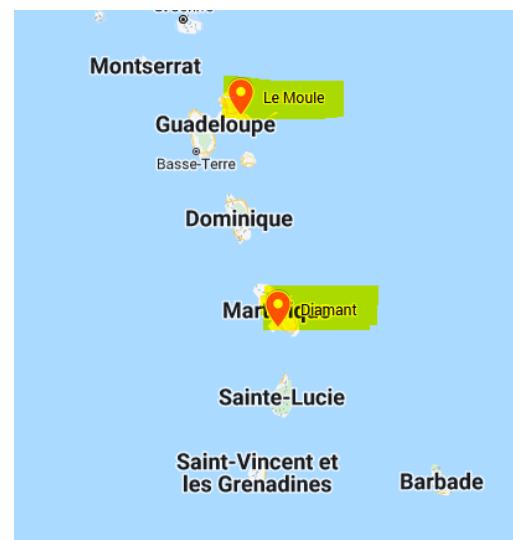 Montserrat
Le Moule
Guadeloupe
Basse-Terre
Dominique
Diamant
Sainte-Lucie
Saint-Vincent et
les Grenadines
Barbade